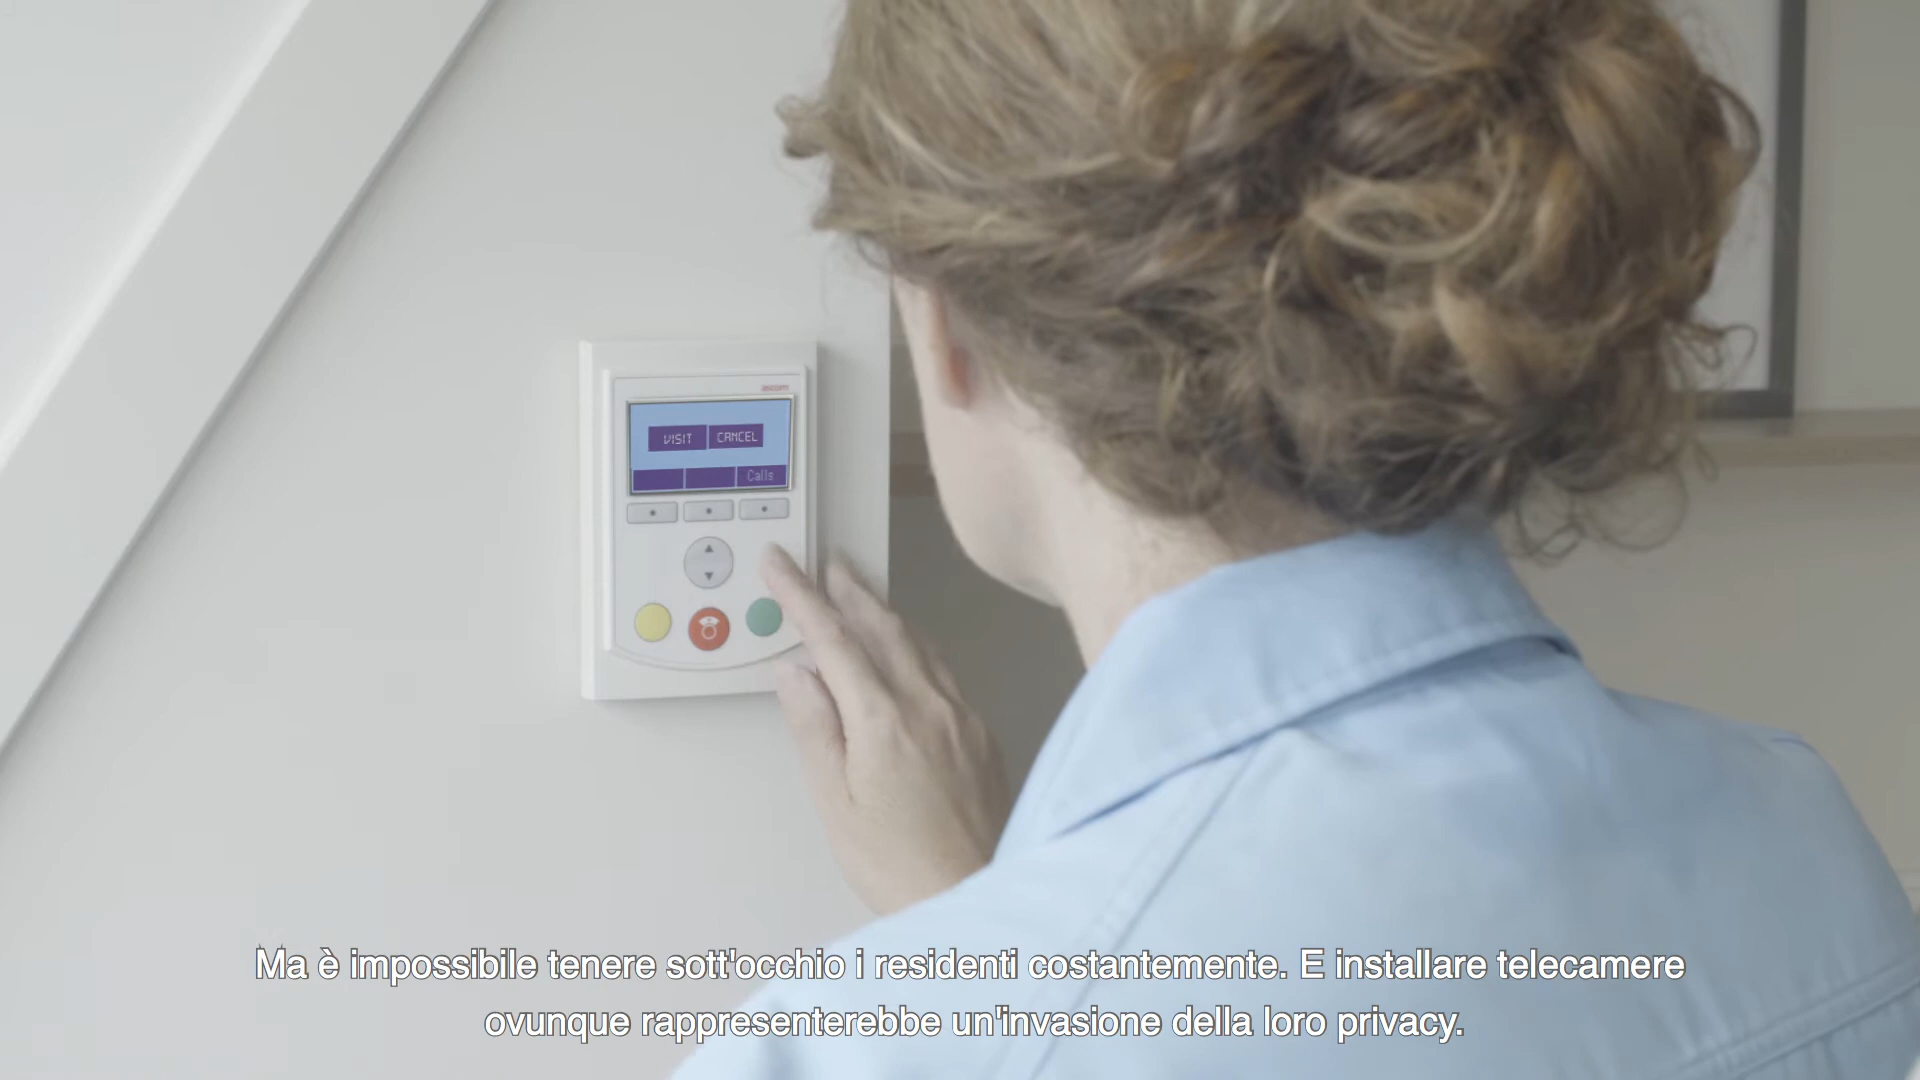 ascom
VISIT CANCEL
Calls
Ma è impossibile tenere sott'occhio i residenti costantemente. E installare telecamere
ovunque rappresenterebbe un'invasione della loro privacy.